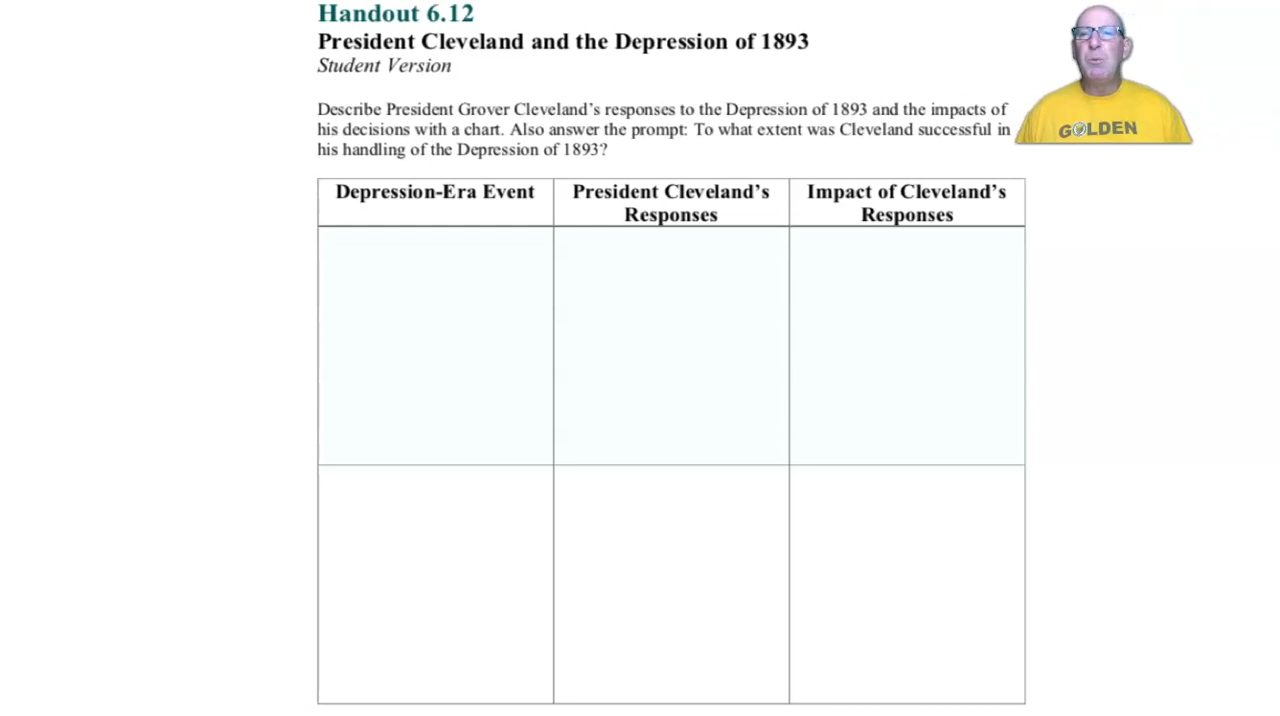 Handout 6.12
President Cleveland and the Depression of 1893
Student Version
Describe President Grover Cleveland's responses to the Depression of 1893 and the impacts of
his decisions with a chart. Also answer the prompt: To what extent was Cleveland successful in
his handling of the Depression of 1893?
Depression-Era Event
President Cleveland's
Responses
Impact of Cleveland's
Responses
GOLDEN